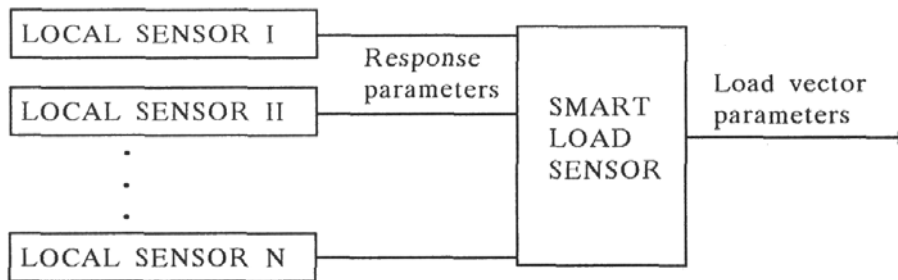 LOCAL SENSOR I
Response
parameters
LOCAL SENSOR II
LOCAL SENSOR N
SMART
LOAD
SENSOR
Load vector
parameters